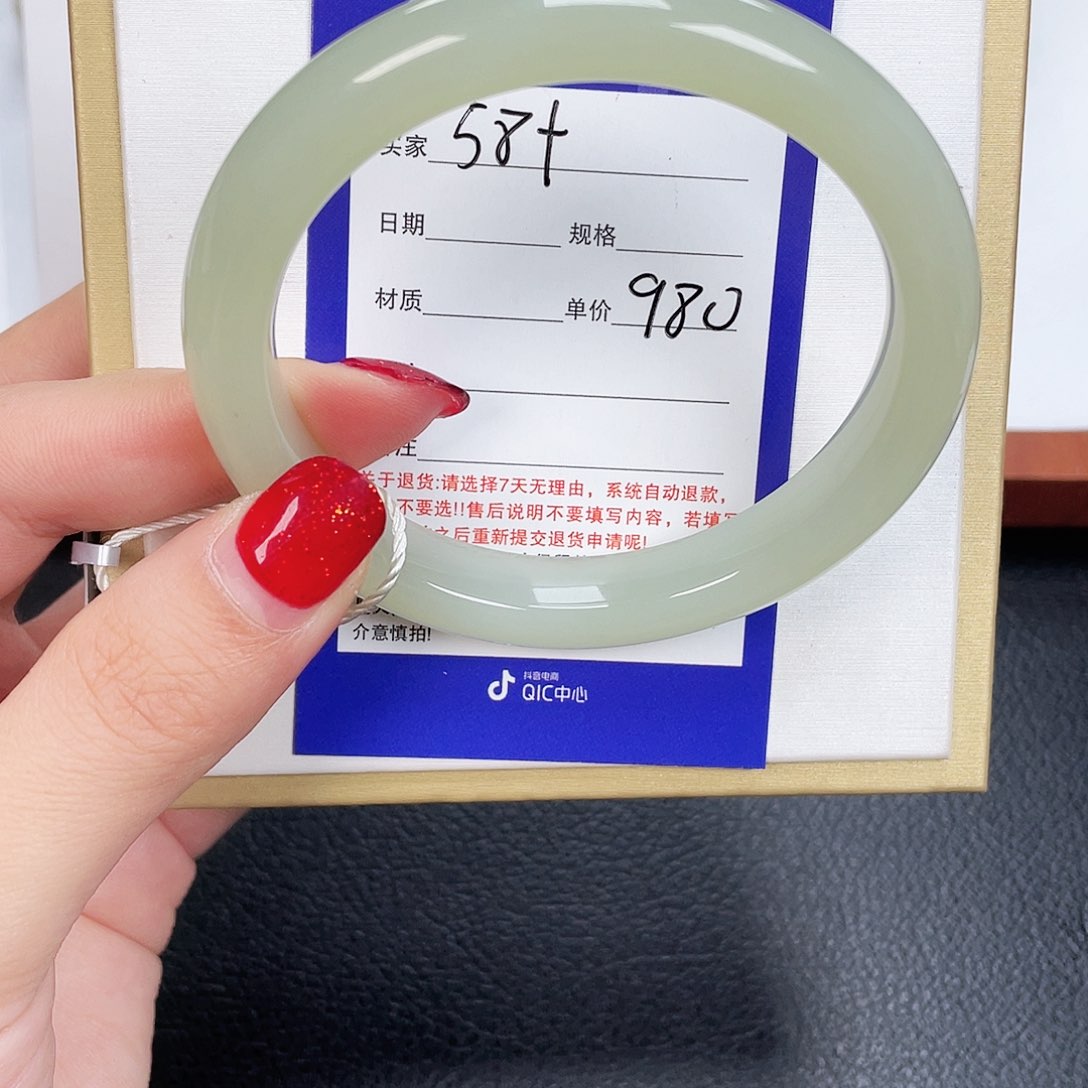 买家 58+
日期 规格
材质 单价 980
注
关于退货:请选择7天无理由，系统自动退款，
不要选!!售后说明不要填写内容，若填写
之后重新提交退货申请呢!
介意慎拍!
抖音电商
QIC中心